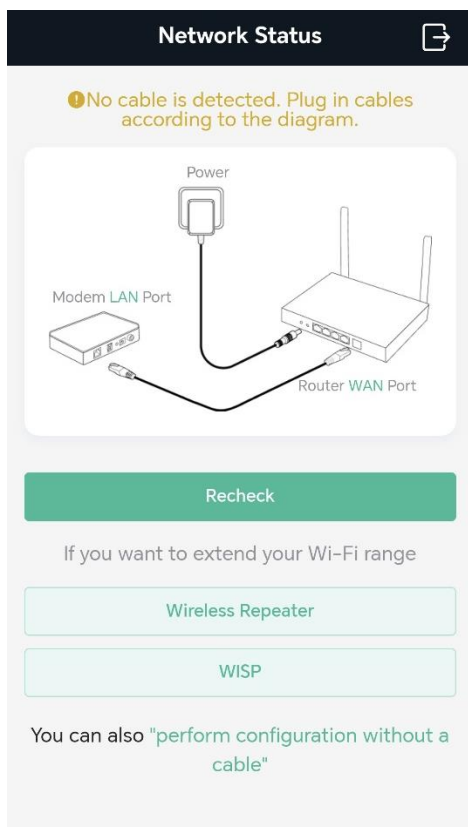 Network Status
No cable is detected. Plug in cables
according to the diagram.
Power
Modem LAN Port
Router WAN Port
Recheck
If you want to extend your Wi-Fi range
Wireless Repeater
WISP
You can also "perform configuration without a
cable"